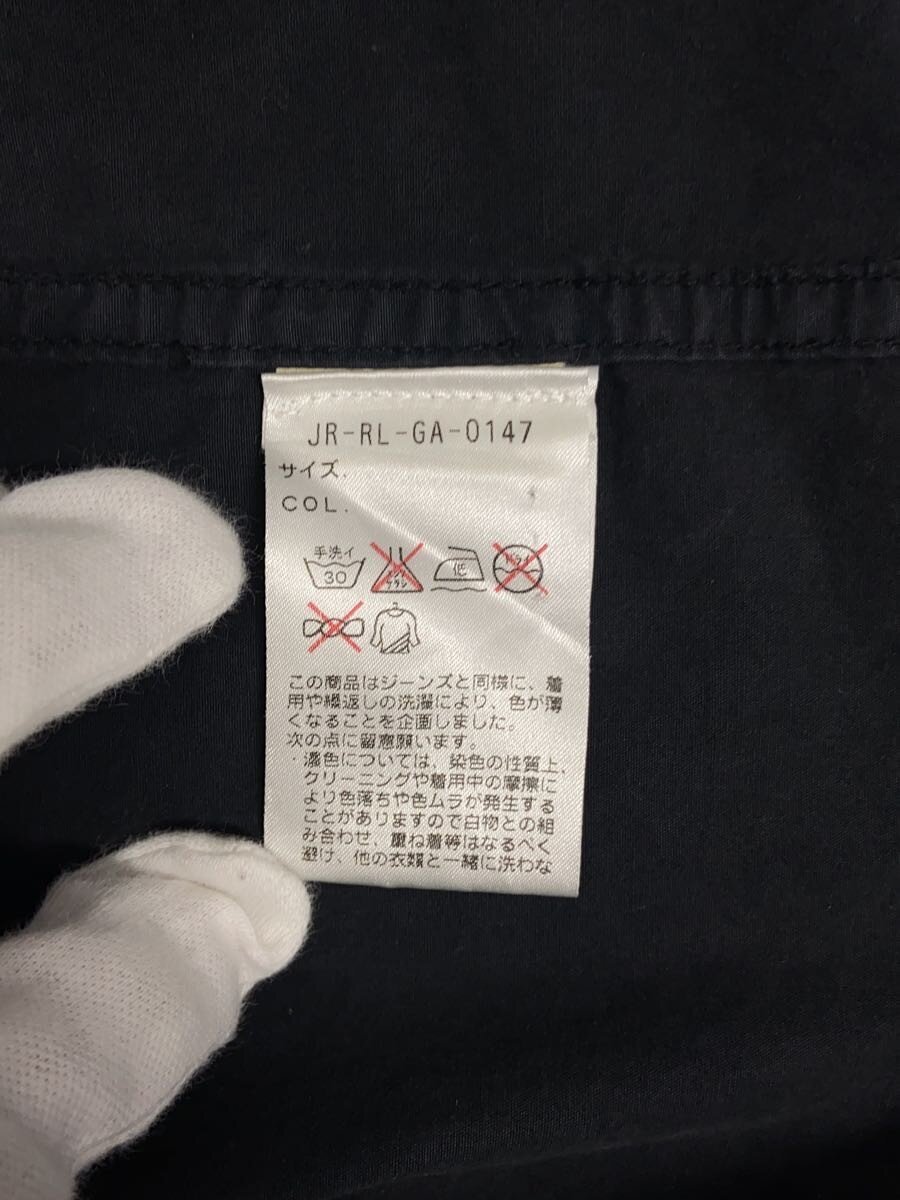 JR-RL-GA-0147
サイズ.
COL.
手洗イ
30
エンソ
サラシ
低
ドライ
この商品はジーンズと同様に、着
用や繰返しの洗濯により、色が薄
くなることを企画しました。
次の点に留意願います。
・濃色については、染色の性質上、
クリーニングや着用中の摩擦に
より色落ちや色ムラが発生する
ことがありますので白物との組
み合わせ、重ね着等はなるべく
避け、他の衣類と一緒に洗わな